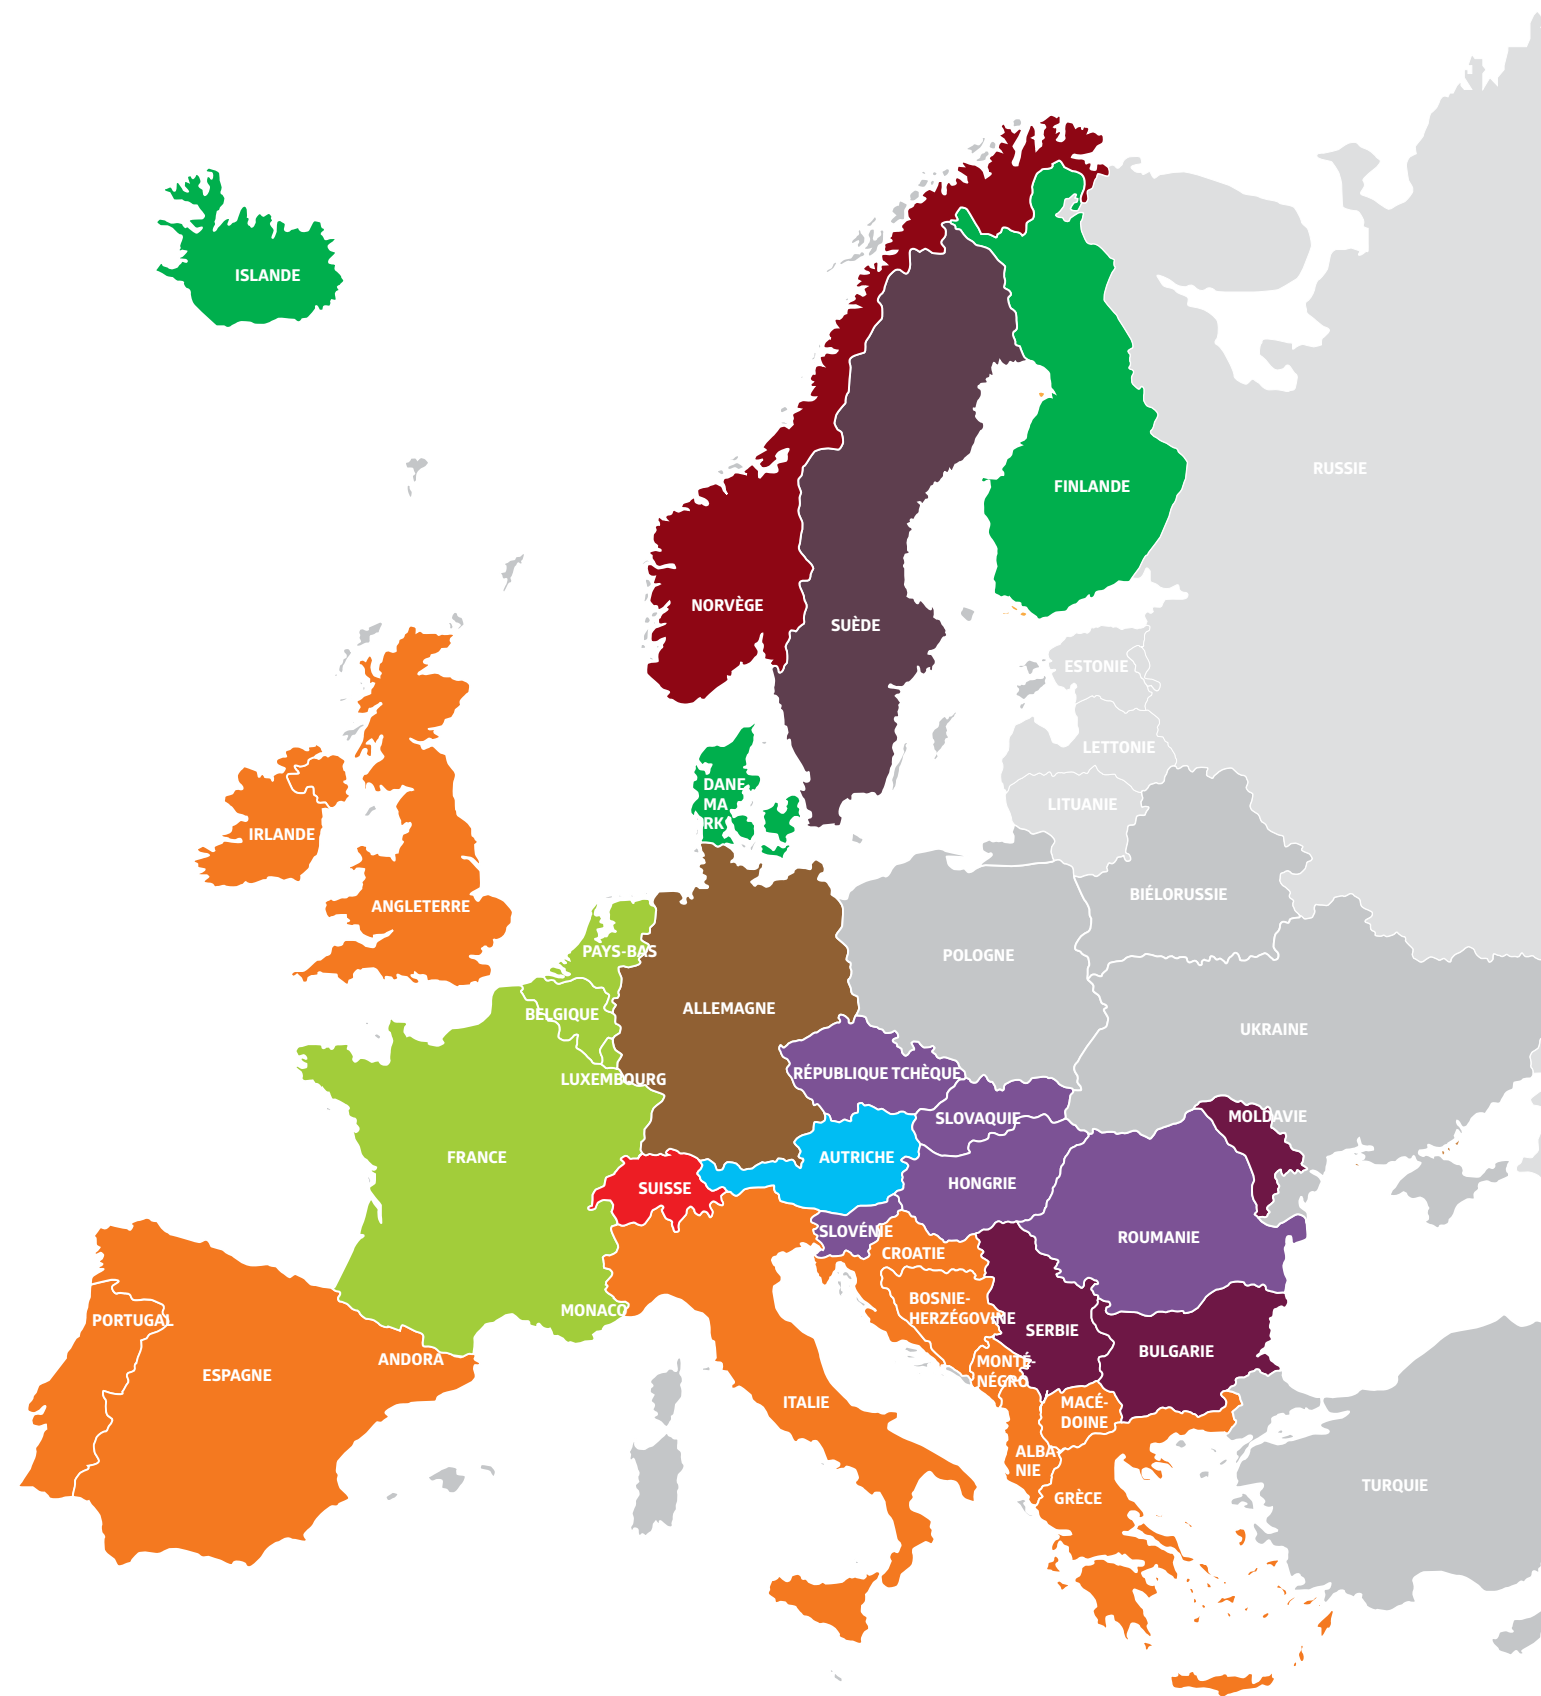 ISLANDE
RUSSIE
FINLANDE
NORVÈGE
SUÈDE
ESTONIE
LETTONIE
DANE
MA
RK
LITUANIE
IRLANDE
BIÉLORUSSIE
ANGLETERRE
PAYS-BAS
POLOGNE
ALLEMAGNE
BELGIQUE
UKRAINE
RÉPUBLIQUE TCHÈQUE
LUXEMBOURG
SLOVAQUIE
MOLDAVIE
FRANCE
AUTRICHE
SUISSE
HONGRIE
SLOVÉNIE
ROUMANIE
CROATIE
BOSNIE-
HERZÉGOVINE
MONACO
PORTUGAL
SERBIE
BULGARIE
ANDORA
MONTÉ-
NÉGRO
ESPAGNE
ITALIE
MACÉ-
DOINE
ALBA-
NIE
TURQUIE
GRÈCE